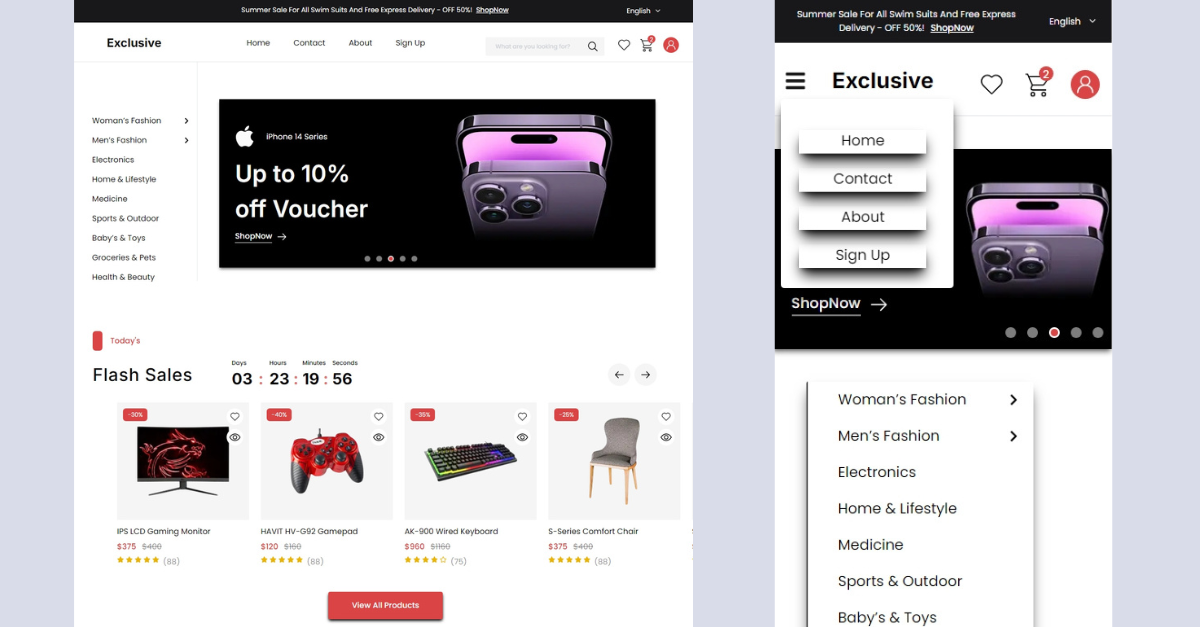 Summer Sale For All Swim Suits And Free Express Delivery - OFF 50%! ShopNow
English
Exclusive
Home
Contact
About
Sign Up
What are you looking for?
2
Woman's Fashion
Men's Fashion
Electronics
Home & Lifestyle
Medicine
Sports & Outdoor
Baby's & Toys
Groceries & Pets
Health & Beauty
iPhone 14 Series
Up to 10%
off Voucher
ShopNow
Today's
Flash Sales
Days Hours Minutes Seconds
03 : 23 : 19 : 56
-30%
-40%
-35%
-25%
IPS LCD Gaming Monitor
$375 $400
(88)
HAVIT HV-G92 Gamepad
$120 $160
(88)
AK-900 Wired Keyboard
$960 $1160
(75)
S-Series Comfort Chair
$375 $400
(88)
View All Products
Summer Sale For All Swim Suits And Free Express
Delivery - OFF 50%! ShopNow
English
Exclusive
2
Home
Contact
About
Sign Up
ShopNow
Woman's Fashion
Men's Fashion
Electronics
Home & Lifestyle
Medicine
Sports & Outdoor
Baby's & Toys